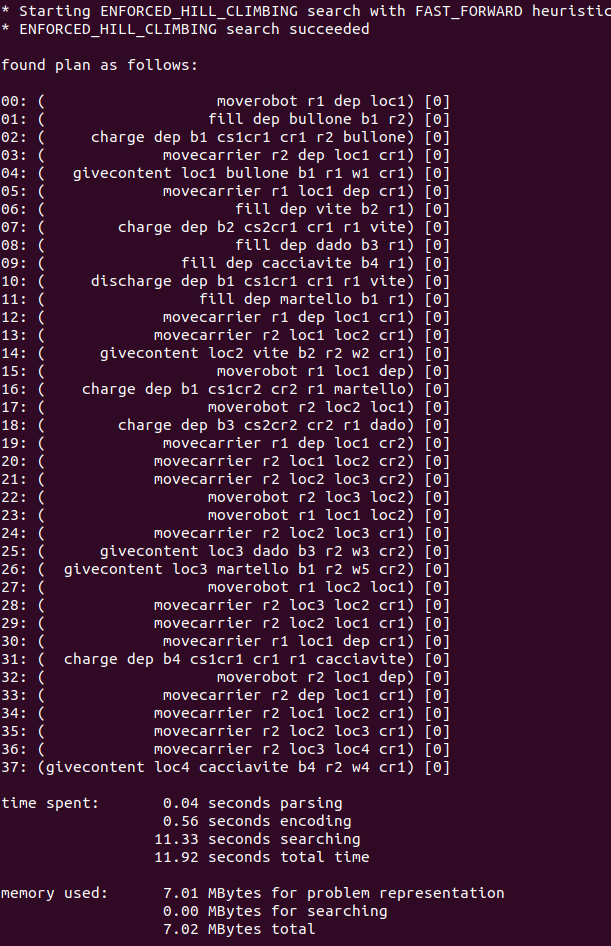 * Starting ENFORCED_HILL_CLIMBING search with FAST_FORWARD heuristic
* ENFORCED_HILL_CLIMBING search succeeded
found plan as follows:
00: (                   moverobot r1 dep loc1) [0]
01: (                  fill dep bullone b1 r2) [0]
02: (     charge dep b1 cs1cr1 cr1 r2 bullone) [0]
03: (             movecarrier r2 dep loc1 cr1) [0]
04: (   givecontent loc1 bullone b1 r1 w1 cr1) [0]
05: (             movecarrier r1 loc1 dep cr1) [0]
06: (                     fill dep vite b2 r1) [0]
07: (        charge dep b2 cs2cr1 cr1 r1 vite) [0]
08: (                     fill dep dado b3 r1) [0]
09: (               fill dep cacciavite b4 r1) [0]
10: (     discharge dep b1 cs1cr1 cr1 r1 vite) [0]
11: (                 fill dep martello b1 r1) [0]
12: (             movecarrier r1 dep loc1 cr1) [0]
13: (            movecarrier r2 loc1 loc2 cr1) [0]
14: (      givecontent loc2 vite b2 r2 w2 cr1) [0]
15: (                   moverobot r1 loc1 dep) [0]
16: (    charge dep b1 cs1cr2 cr2 r1 martello) [0]
17: (                  moverobot r2 loc2 loc1) [0]
18: (        charge dep b3 cs2cr2 cr2 r1 dado) [0]
19: (             movecarrier r1 dep loc1 cr2) [0]
20: (            movecarrier r2 loc1 loc2 cr2) [0]
21: (            movecarrier r2 loc2 loc3 cr2) [0]
22: (                  moverobot r2 loc3 loc2) [0]
23: (                  moverobot r1 loc1 loc2) [0]
24: (            movecarrier r2 loc2 loc3 cr1) [0]
25: (      givecontent loc3 dado b3 r2 w3 cr2) [0]
26: (  givecontent loc3 martello b1 r2 w5 cr2) [0]
27: (                  moverobot r1 loc2 loc1) [0]
28: (            movecarrier r2 loc3 loc2 cr1) [0]
29: (            movecarrier r2 loc2 loc1 cr1) [0]
30: (             movecarrier r1 loc1 dep cr1) [0]
31: (  charge dep b4 cs1cr1 cr1 r1 cacciavite) [0]
32: (                   moverobot r2 loc1 dep) [0]
33: (             movecarrier r2 dep loc1 cr1) [0]
34: (            movecarrier r2 loc1 loc2 cr1) [0]
35: (            movecarrier r2 loc2 loc3 cr1) [0]
36: (            movecarrier r2 loc3 loc4 cr1) [0]
37: (givecontent loc4 cacciavite b4 r2 w4 cr1) [0]
time spent:       0.04 seconds parsing
                  0.56 seconds encoding
                 11.33 seconds searching
                 11.92 seconds total time
memory used:      7.01 MBytes for problem representation
                  0.00 MBytes for searching
                  7.02 MBytes total